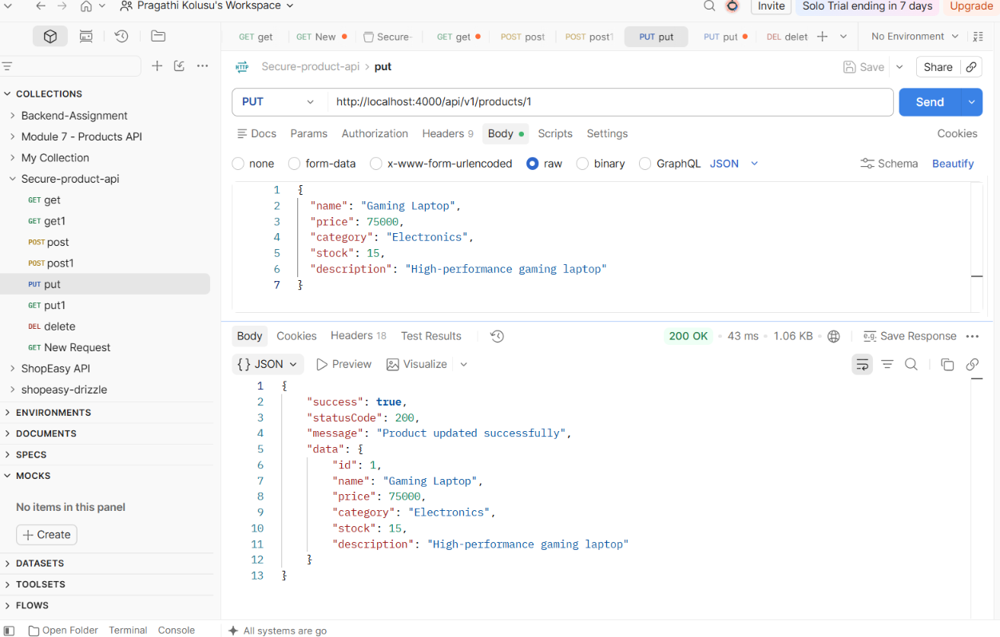 Pragathi Kolusu's Workspace
Invite
Solo Trial ending in 7 days
Upgrade
GET get
GET New
Secure-
GET get
POST post
POST post1
PUT put
PUT put
DEL delet
No Environment
Secure-product-api > put
Save
Share
COLLECTIONS
Backend-Assignment
Module 7 - Products API
My Collection
Secure-product-api
GET get
GET get1
POST post
POST post1
PUT put
GET put1
DEL delete
GET New Request
ShopEasy API
shopeasy-drizzle
ENVIRONMENTS
DOCUMENTS
SPECS
MOCKS
No items in this panel
+ Create
DATASETS
TOOLSETS
FLOWS
HTTP
PUT
http://localhost:4000/api/v1/products/1
Send
Docs Params Authorization Headers 9 Body Scripts Settings
Cookies
none form-data x-www-form-urlencoded raw binary GraphQL JSON
Schema Beautify
1 {
2 "name": "Gaming Laptop",
3 "price": 75000,
4 "category": "Electronics",
5 "stock": 15,
6 "description": "High-performance gaming laptop"
7 }
Body Cookies Headers 18 Test Results
200 OK • 43 ms • 1.06 KB
e.g. Save Response
{} JSON Preview Visualize
1 {
2 "success": true,
3 "statusCode": 200,
4 "message": "Product updated successfully",
5 "data": {
6 "id": 1,
7 "name": "Gaming Laptop",
8 "price": 75000,
9 "category": "Electronics",
10 "stock": 15,
11 "description": "High-performance gaming laptop"
12 }
13 }
Open Folder Terminal Console
All systems are go